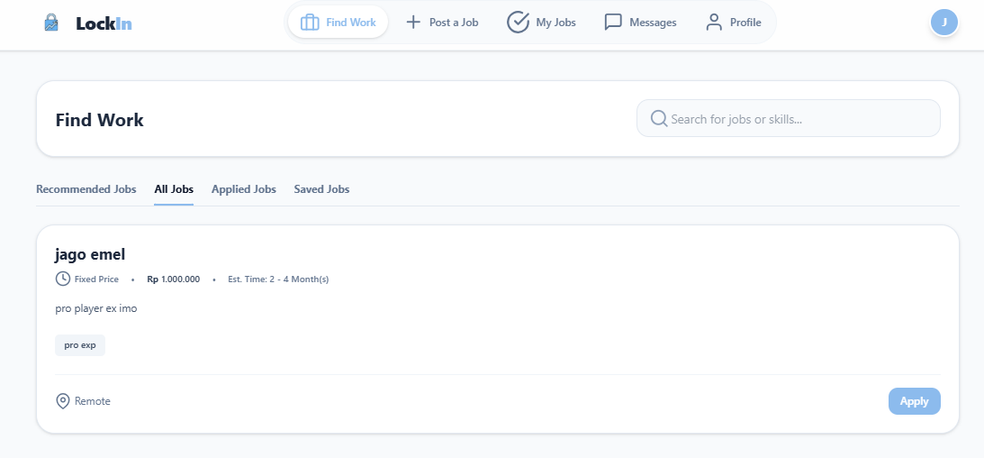 LockIn
Find Work
Post a Job
My Jobs
Messages
Profile
J
Find Work
Search for jobs or skills...
Recommended Jobs
All Jobs
Applied Jobs
Saved Jobs
jago emel
Fixed Price • Rp 1.000.000 • Est. Time: 2 - 4 Month(s)
pro player ex imo
pro exp
Remote
Apply